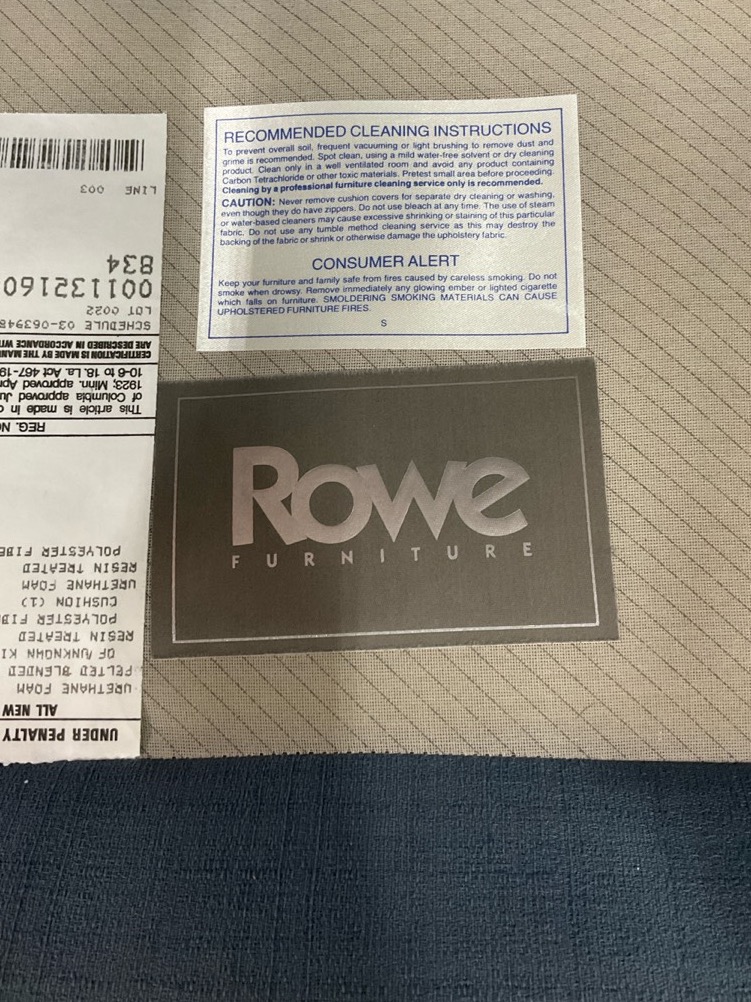 RECOMMENDED CLEANING INSTRUCTIONS
To prevent overall soil, frequent vacuuming or light brushing to remove dust and
grime is recommended. Spot clean, using a mild water-free solvent or dry cleaning
product. Clean only in a well ventilated room and avoid any product containing
Carbon Tetrachloride or other toxic materials. Pretest small area before proceeding.
Cleaning by a professional furniture cleaning service only is recommended.
CAUTION: Never remove cushion covers for separate dry cleaning or washing,
even though they do have zippers. Do not use bleach at any time. The use of steam
or water-based cleaners may cause excessive shrinking or staining of this particular
fabric. Do not use any tumble method cleaning service as this may destroy the
backing of the fabric or shrink or otherwise damage the upholstery fabric.
CONSUMER ALERT
Keep your furniture and family safe from fires caused by careless smoking. Do not
smoke when drowsy. Remove immediately any glowing ember or lighted cigarette
which falls on furniture. SMOLDERING SMOKING MATERIALS CAN CAUSE
UPHOLSTERED FURNITURE FIRES.
S
ROWE
FURNITURE
UNDER PENALTY
ALL NEW
URETHANE FOAM
FELTED BLENDED
OF UNKNOWN KI
RESIN TREATED
POLYESTER FIBE
CUSHION (1)
URETHANE FOAM
RESIN TREATED
POLYESTER FIBE
REG. NO
This article is made in
of Columbia approved Ju
1923; Minn. approved Apr
10-6 to 18. La. Act 467-19
CERTIFICATION IS MADE BY THE MAN
ARE DESCRIBED IN ACCORDANCE WIT
SCHEDULE 03-063948
LOT 0022
001132160
834
LINE 003